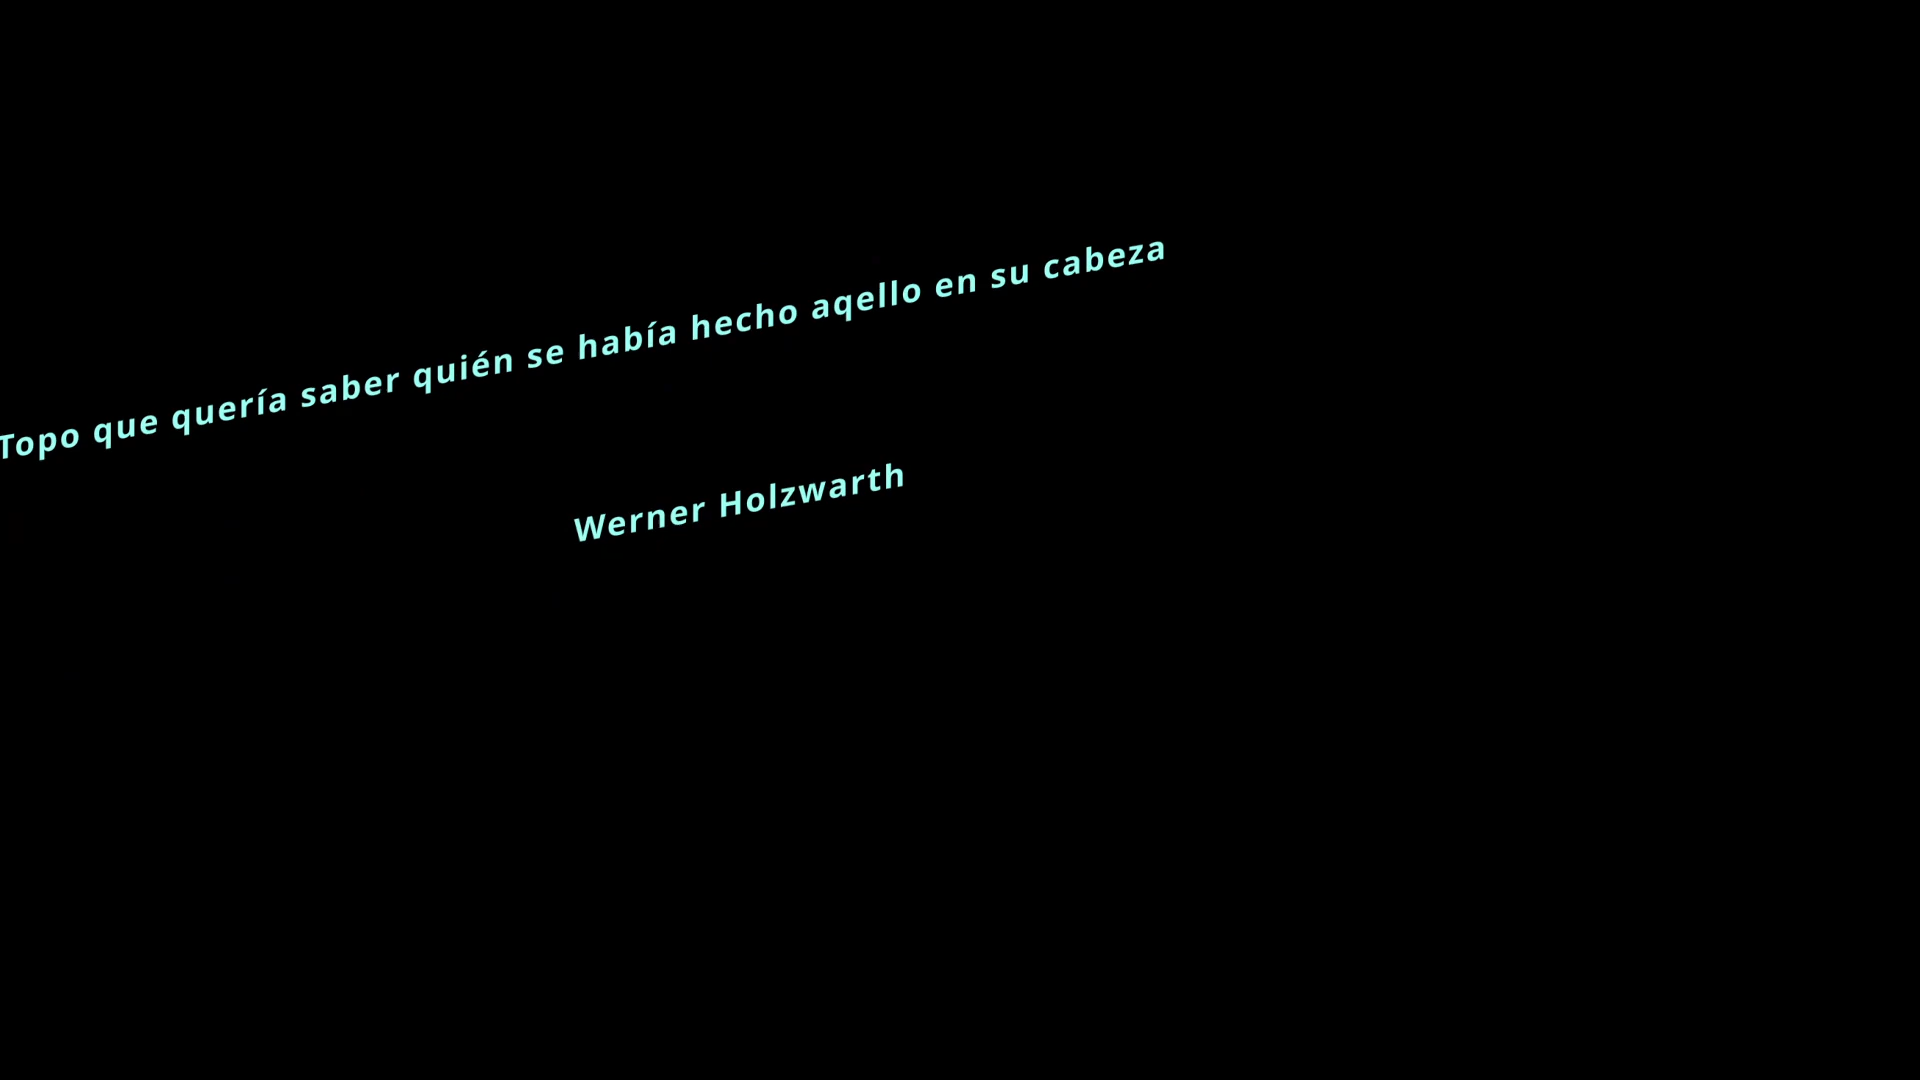 Topo que quería saber quién se había hecho aqello en su cabeza
Werner Holzwarth